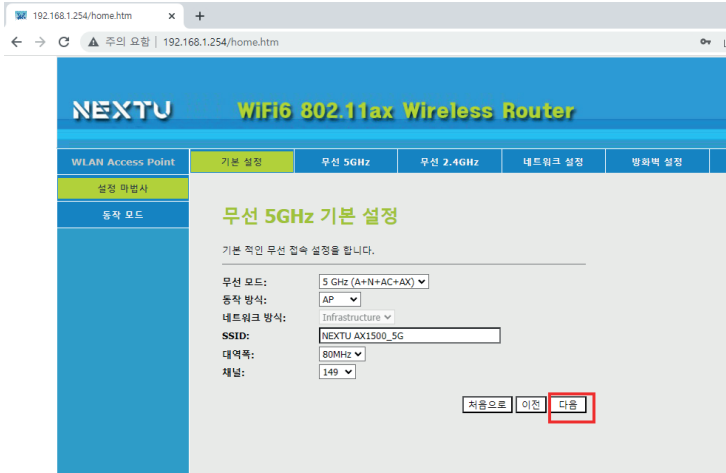 192.168.1.254/home.htm
주의 요함 | 192.168.1.254/home.htm
NEXTU WiFi6 802.11ax Wireless Router
WLAN Access Point 기본 설정 무선 5GHz 무선 2.4GHz 네트워크 설정 방화벽 설정
설정 마법사
동작 모드
무선 5GHz 기본 설정
기본 적인 무선 접속 설정을 합니다.
무선 모드: 5 GHz (A+N+AC+AX)
동작 방식: AP
네트워크 방식: Infrastructure
SSID: NEXTU AX1500_5G
대역폭: 80MHz
채널: 149
처음으로 이전 다음